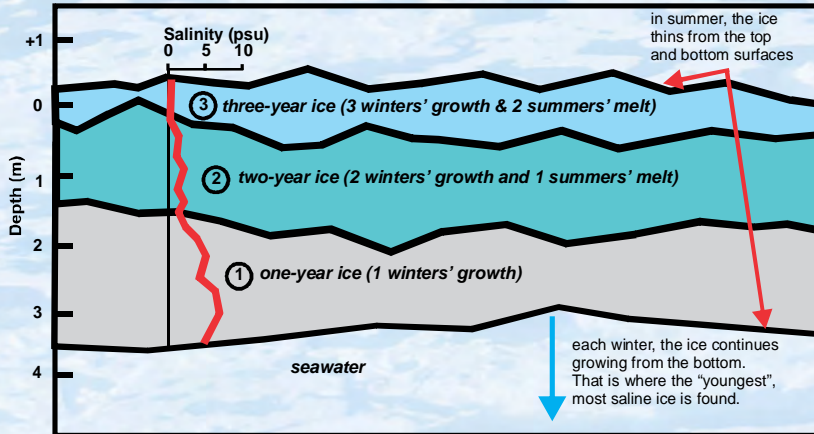 Salinity (psu)
0 5 10
in summer, the ice
thins from the top
and bottom surfaces
+1
0
1
2
3
4
Depth (m)
3 three-year ice (3 winters’ growth & 2 summers’ melt)
2 two-year ice (2 winters’ growth and 1 summers’ melt)
1 one-year ice (1 winters’ growth)
seawater
each winter, the ice continues
growing from the bottom.
That is where the “youngest”,
most saline ice is found.